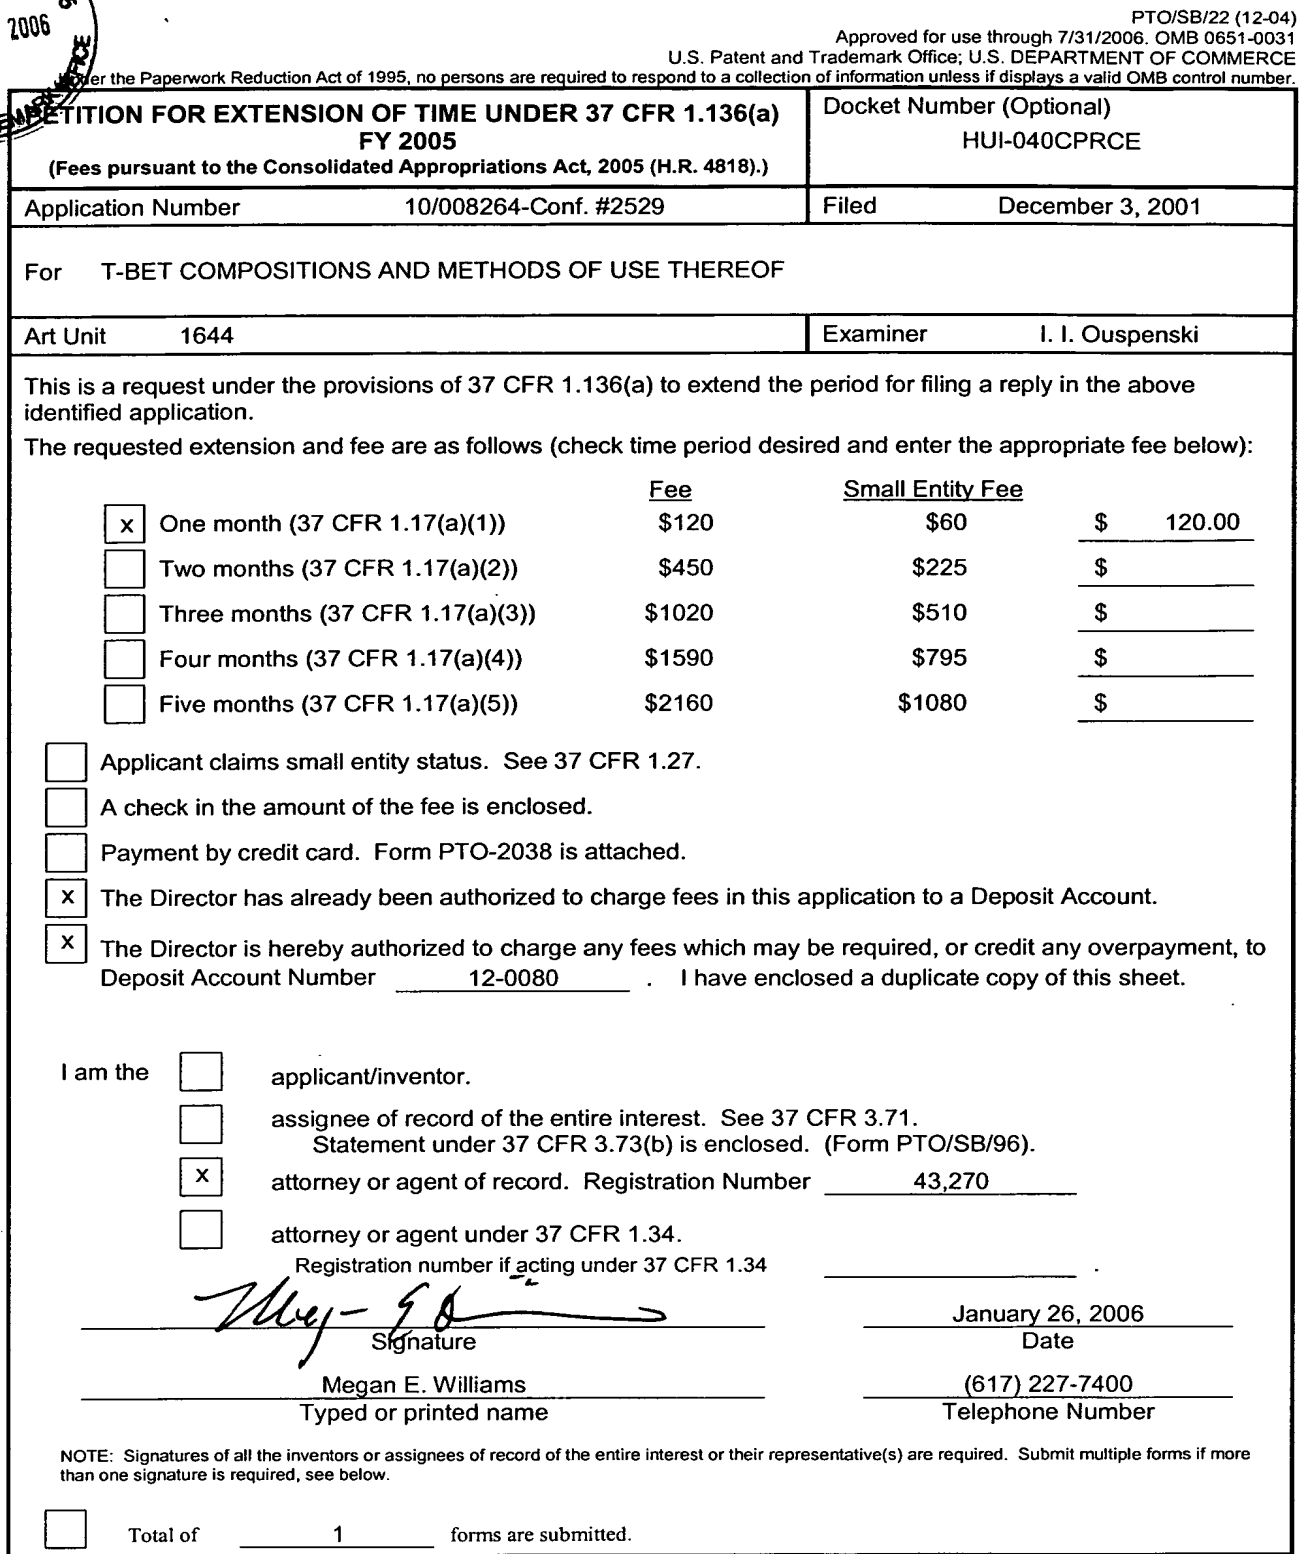 2006
PTO/SB/22 (12-04)
Approved for use through 7/31/2006. OMB 0651-0031
U.S. Patent and Trademark Office; U.S. DEPARTMENT OF COMMERCE
er the Paperwork Reduction Act of 1995, no persons are required to respond to a collection of information unless if displays a valid OMB control number.
ETITION FOR EXTENSION OF TIME UNDER 37 CFR 1.136(a)
FY 2005
(Fees pursuant to the Consolidated Appropriations Act, 2005 (H.R. 4818).)
Docket Number (Optional)
HUI-040CPRCE
Application Number 10/008264-Conf. #2529
Filed December 3, 2001
For T-BET COMPOSITIONS AND METHODS OF USE THEREOF
Art Unit 1644
Examiner I. I. Ouspenski
This is a request under the provisions of 37 CFR 1.136(a) to extend the period for filing a reply in the above
identified application.
The requested extension and fee are as follows (check time period desired and enter the appropriate fee below):
Fee Small Entity Fee
x One month (37 CFR 1.17(a)(1)) $120 $60 $ 120.00
Two months (37 CFR 1.17(a)(2)) $450 $225 $
Three months (37 CFR 1.17(a)(3)) $1020 $510 $
Four months (37 CFR 1.17(a)(4)) $1590 $795 $
Five months (37 CFR 1.17(a)(5)) $2160 $1080 $
Applicant claims small entity status. See 37 CFR 1.27.
A check in the amount of the fee is enclosed.
Payment by credit card. Form PTO-2038 is attached.
x The Director has already been authorized to charge fees in this application to a Deposit Account.
x The Director is hereby authorized to charge any fees which may be required, or credit any overpayment, to
Deposit Account Number 12-0080 . I have enclosed a duplicate copy of this sheet.
I am the applicant/inventor.
assignee of record of the entire interest. See 37 CFR 3.71.
Statement under 37 CFR 3.73(b) is enclosed. (Form PTO/SB/96).
x attorney or agent of record. Registration Number 43,270
attorney or agent under 37 CFR 1.34.
Registration number if acting under 37 CFR 1.34 .
January 26, 2006
Signature Date
Megan E. Williams (617) 227-7400
Typed or printed name Telephone Number
NOTE: Signatures of all the inventors or assignees of record of the entire interest or their representative(s) are required. Submit multiple forms if more
than one signature is required, see below.
Total of 1 forms are submitted.